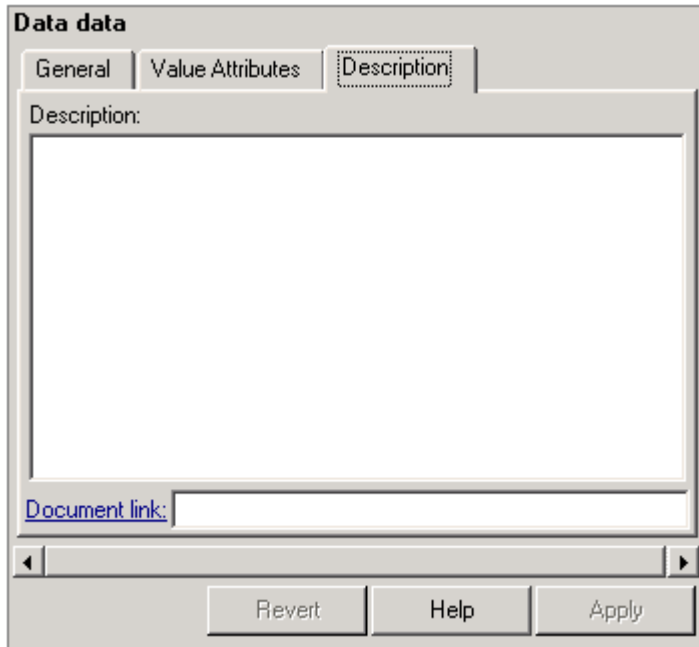 Data data
General Value Attributes Description
Description:
Document link:
Revert Help Apply